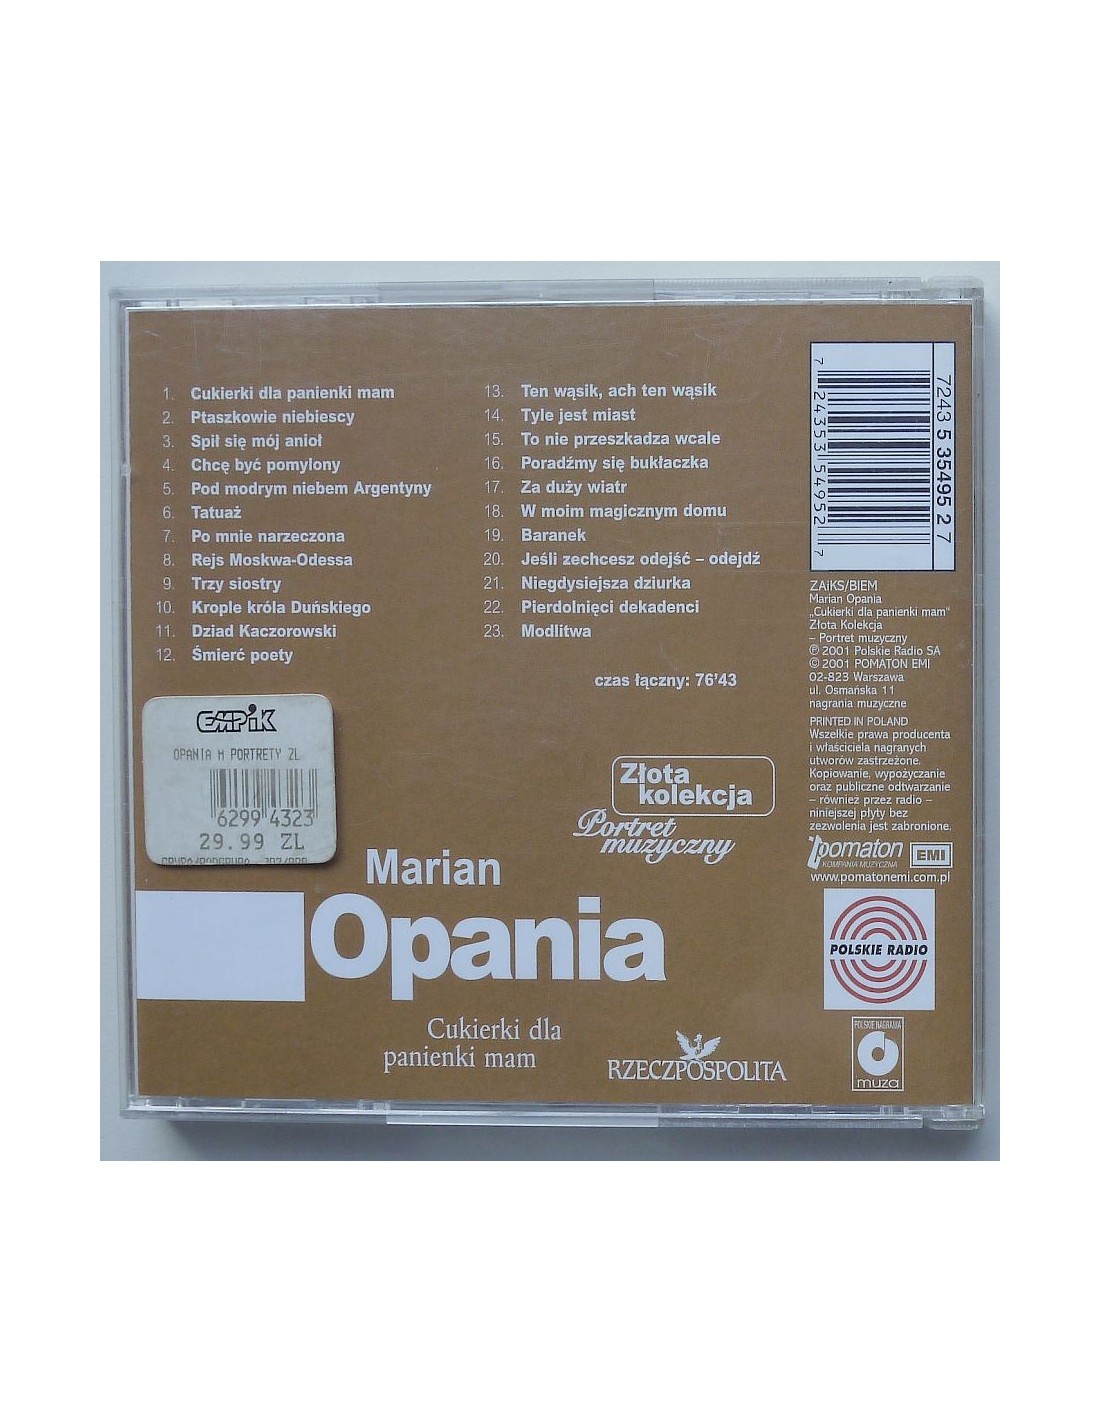 1. Cukierki dla panienki mam
2. Ptaszkowie niebiescy
3. Spił się mój anioł
4. Chcę być pomylony
5. Pod modrym niebem Argentyny
6. Tatuaż
7. Po mnie narzeczona
8. Rejs Moskwa-Odessa
9. Trzy siostry
10. Krople króla Duńskiego
11. Dziad Kaczorowski
12. Śmierć poety
13. Ten wąsik, ach ten wąsik
14. Tyle jest miast
15. To nie przeszkadza wcale
16. Poradźmy się bukłaczka
17. Za duży wiatr
18. W moim magicznym domu
19. Baranek
20. Jeśli zechcesz odejść – odejdź
21. Niegdysiejsza dziurka
22. Pierdolnięci dekadenci
23. Modlitwa
czas łączny: 76'43
7 24353 54952 7
7243 5 35495 2 7
ZAiKS/BIEM
Marian Opania
„Cukierki dla panienki mam"
Złota Kolekcja
– Portret muzyczny
℗ 2001 Polskie Radio SA
© 2001 POMATON EMI
02-823 Warszawa
ul. Osmańska 11
nagrania muzyczne
PRINTED IN POLAND
Wszelkie prawa producenta
i właściciela nagranych
utworów zastrzeżone.
Kopiowanie, wypożyczanie
oraz publiczne odtwarzanie
– również przez radio –
niniejszej płyty bez
zezwolenia jest zabronione.
pomaton EMI
KOMPANIA MUZYCZNA
www.pomatonemi.com.pl
POLSKIE RADIO
POLSKIE NAGRANIA
muza
EMPiK
OPANIA M PORTRETY ZL
6299 4323
29.99 ZL
Złota
kolekcja
Portret
muzyczny
Marian
Opania
Cukierki dla
panienki mam
RZECZPOSPOLITA